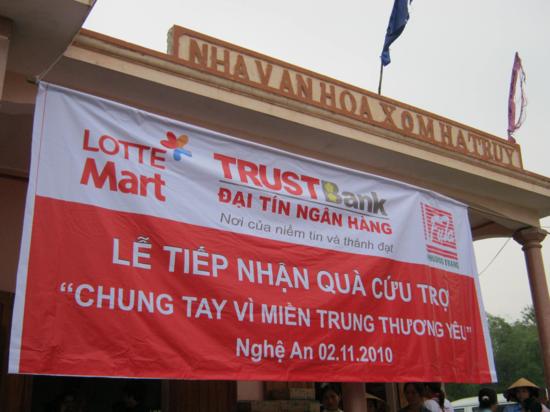 NHA VAN HOA XOM HA TRUY
LOTTE Mart
TRUSTBank
ĐẠI TÍN NGÂN HÀNG
Nơi của niềm tin và thành đạt
LỄ TIẾP NHẬN QUÀ CỨU TRỢ
“CHUNG TAY VÌ MIỀN TRUNG THƯƠNG YÊU”
Nghệ An 02.11.2010